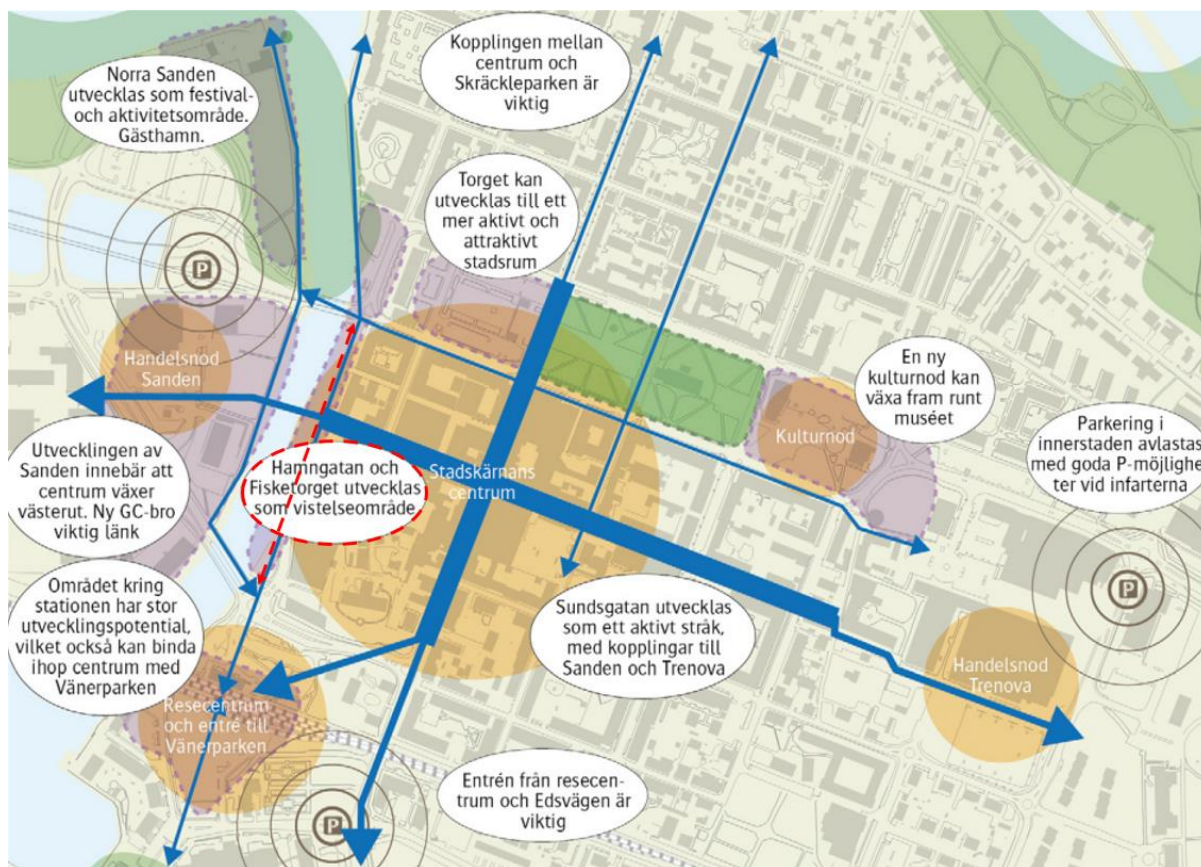 Norra Sanden
utvecklas som festival-
och aktivitetsområde.
Gästhamn.
Kopplingen mellan
centrum och
Skräckleparken är
viktig
Torget kan
utvecklas till ett
mer aktivt och
attraktivt
stadsrum
P
Handelsnod
Sanden
En ny
kulturnod kan
växa fram runt
muséet
Kulturnod
Parkering i
innerstaden avlastas
med goda P-möjlighe-
ter vid infarterna
Utvecklingen av
Sanden innebär att
centrum växer
västerut. Ny GC-bro
viktig länk
Hamngatan och
Fisketorget utvecklas
som vistelseområde
Stadskärnans
centrum
P
Området kring
stationen har stor
utvecklingspotential,
vilket också kan binda
ihop centrum med
Vänerparken
Sundsgatan utvecklas
som ett aktivt stråk,
med kopplingar till
Sanden och Trenova
Handelsnod
Trenova
Resecentrum
och entré till
Vänerparken
Entrén från resecen-
trum och Edsvägen är
viktig
P